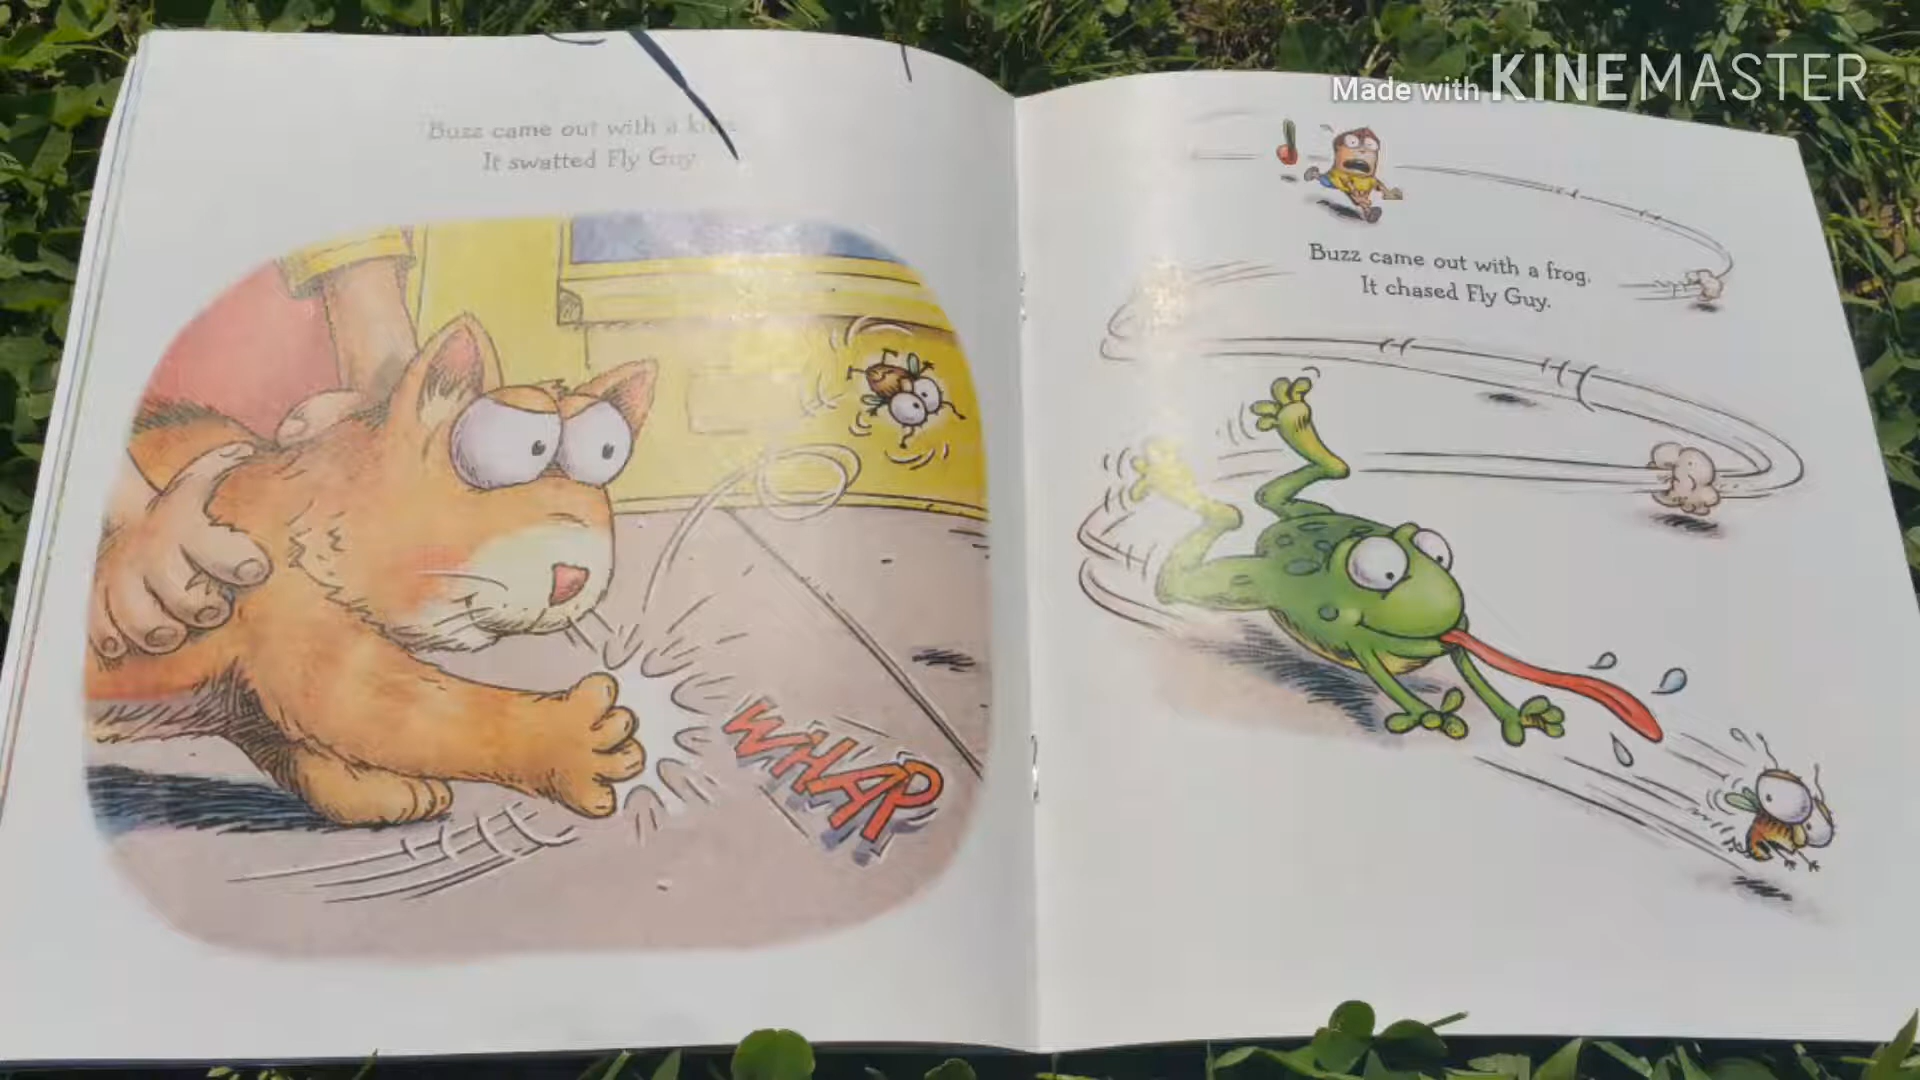 Made with KINEMASTER
Buzz came out with a
It swatted Fly Guy
WHAP
Buzz came out with a frog.
It chased Fly Guy.